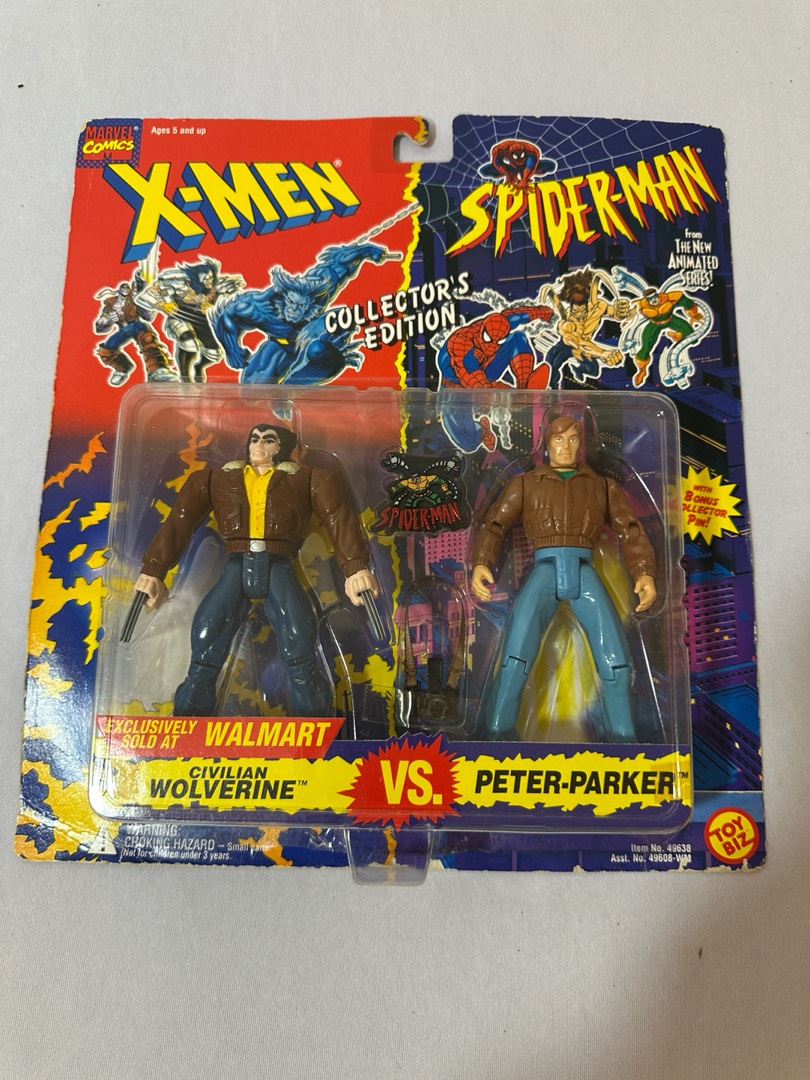 MARVEL
COMICS
Ages 5 and up
X-MEN®
SPIDER-MAN®
From
THE NEW
ANIMATED
SERIES!
COLLECTOR'S
EDITION
WITH
BONUS
COLLECTOR
PIN!
SPIDER-MAN
EXCLUSIVELY
SOLD AT WALMART
CIVILIAN
WOLVERINE™
VS.
PETER-PARKER™
WARNING:
CHOKING HAZARD - Small parts
Not for children under 3 years.
Item No. 49638
Asst. No. 49608-WM
TOY
BIZ